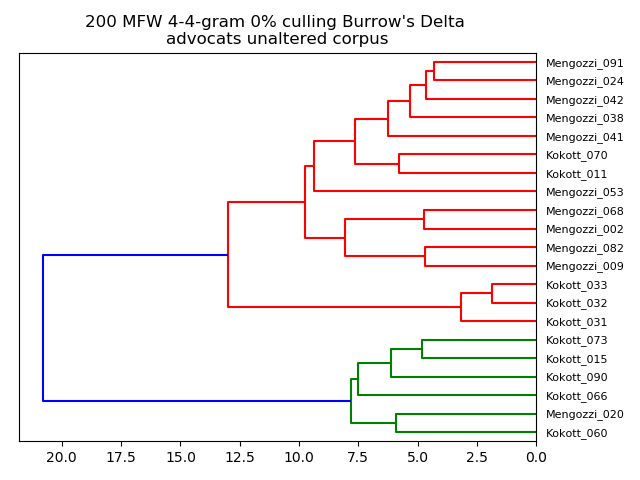 200 MFW 4-4-gram 0% culling Burrow's Delta
advocats unaltered corpus
Mengozzi_091
Mengozzi_024
Mengozzi_042
Mengozzi_038
Mengozzi_041
Kokott_070
Kokott_011
Mengozzi_053
Mengozzi_068
Mengozzi_002
Mengozzi_082
Mengozzi_009
Kokott_033
Kokott_032
Kokott_031
Kokott_073
Kokott_015
Kokott_090
Kokott_066
Mengozzi_020
Kokott_060
20.0 17.5 15.0 12.5 10.0 7.5 5.0 2.5 0.0